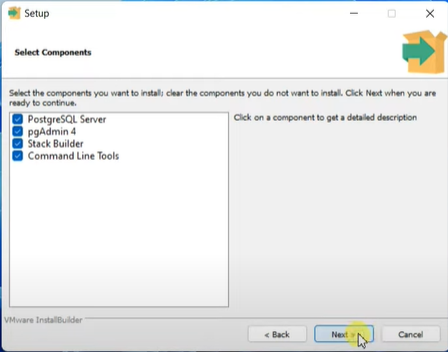 Setup
Select Components
Select the components you want to install; clear the components you do not want to install. Click Next when you are
ready to continue.
PostgreSQL Server
pgAdmin 4
Stack Builder
Command Line Tools
Click on a component to get a detailed description
VMware InstallBuilder
< Back
Next >
Cancel